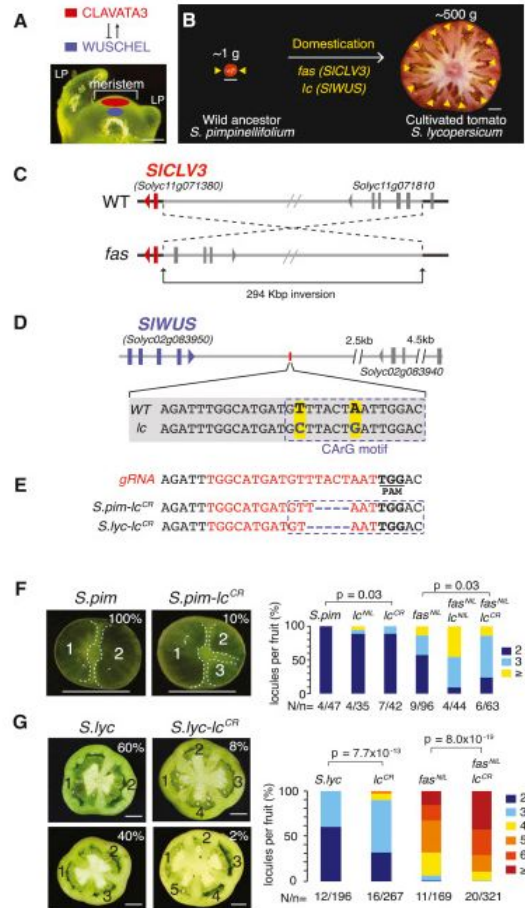 A
CLAVATA3
WUSCHEL
LP
meristem
LP
B
~1 g
Domestication
fas (SlCLV3)
lc (SlWUS)
~500 g
Wild ancestor
S. pimpinellifolium
Cultivated tomato
S. lycopersicum
C
SlCLV3
(Solyc11g071380)
Solyc11g071810
WT
fas
294 Kbp inversion
D
SlWUS
(Solyc02g083950)
2.5kb
4.5kb
Solyc02g083940
WT AGATTTGGCATGATGTTTACTAATTGGAC
lc AGATTTGGCATGATGTCTACTGATTGGAC
CArG motif
E
gRNA AGATTTGGCATGATGTTTACTAATTGGAC
PAM
S.pim-lcCR AGATTTGGCATGATGTT-----AATTGGAC
S.lyc-lcCR AGATTTGGCATGATGT------AATTGGAC
F
S.pim
S.pim-lcCR
100%
10%
1
2
1
2
3
p = 0.03
p = 0.03
S.pim lcNIL lcCR fasNIL fasNIL lcNIL fasNIL lcCR
locules per fruit (%)
100
50
0
2
3
≥
N/n= 4/47 4/35 7/42 9/96 4/44 6/63
G
S.lyc
S.lyc-lcCR
60%
8%
1
2
1
2
3
4
40%
2%
1
2
3
1
2
3
4
5
p = 7.7x10-13
p = 8.0x10-19
S.lyc lcCR fasNIL fasNIL lcCR
locules per fruit (%)
100
50
0
2
3
4
5
6
≥
N/n= 12/196 16/267 11/169 20/321